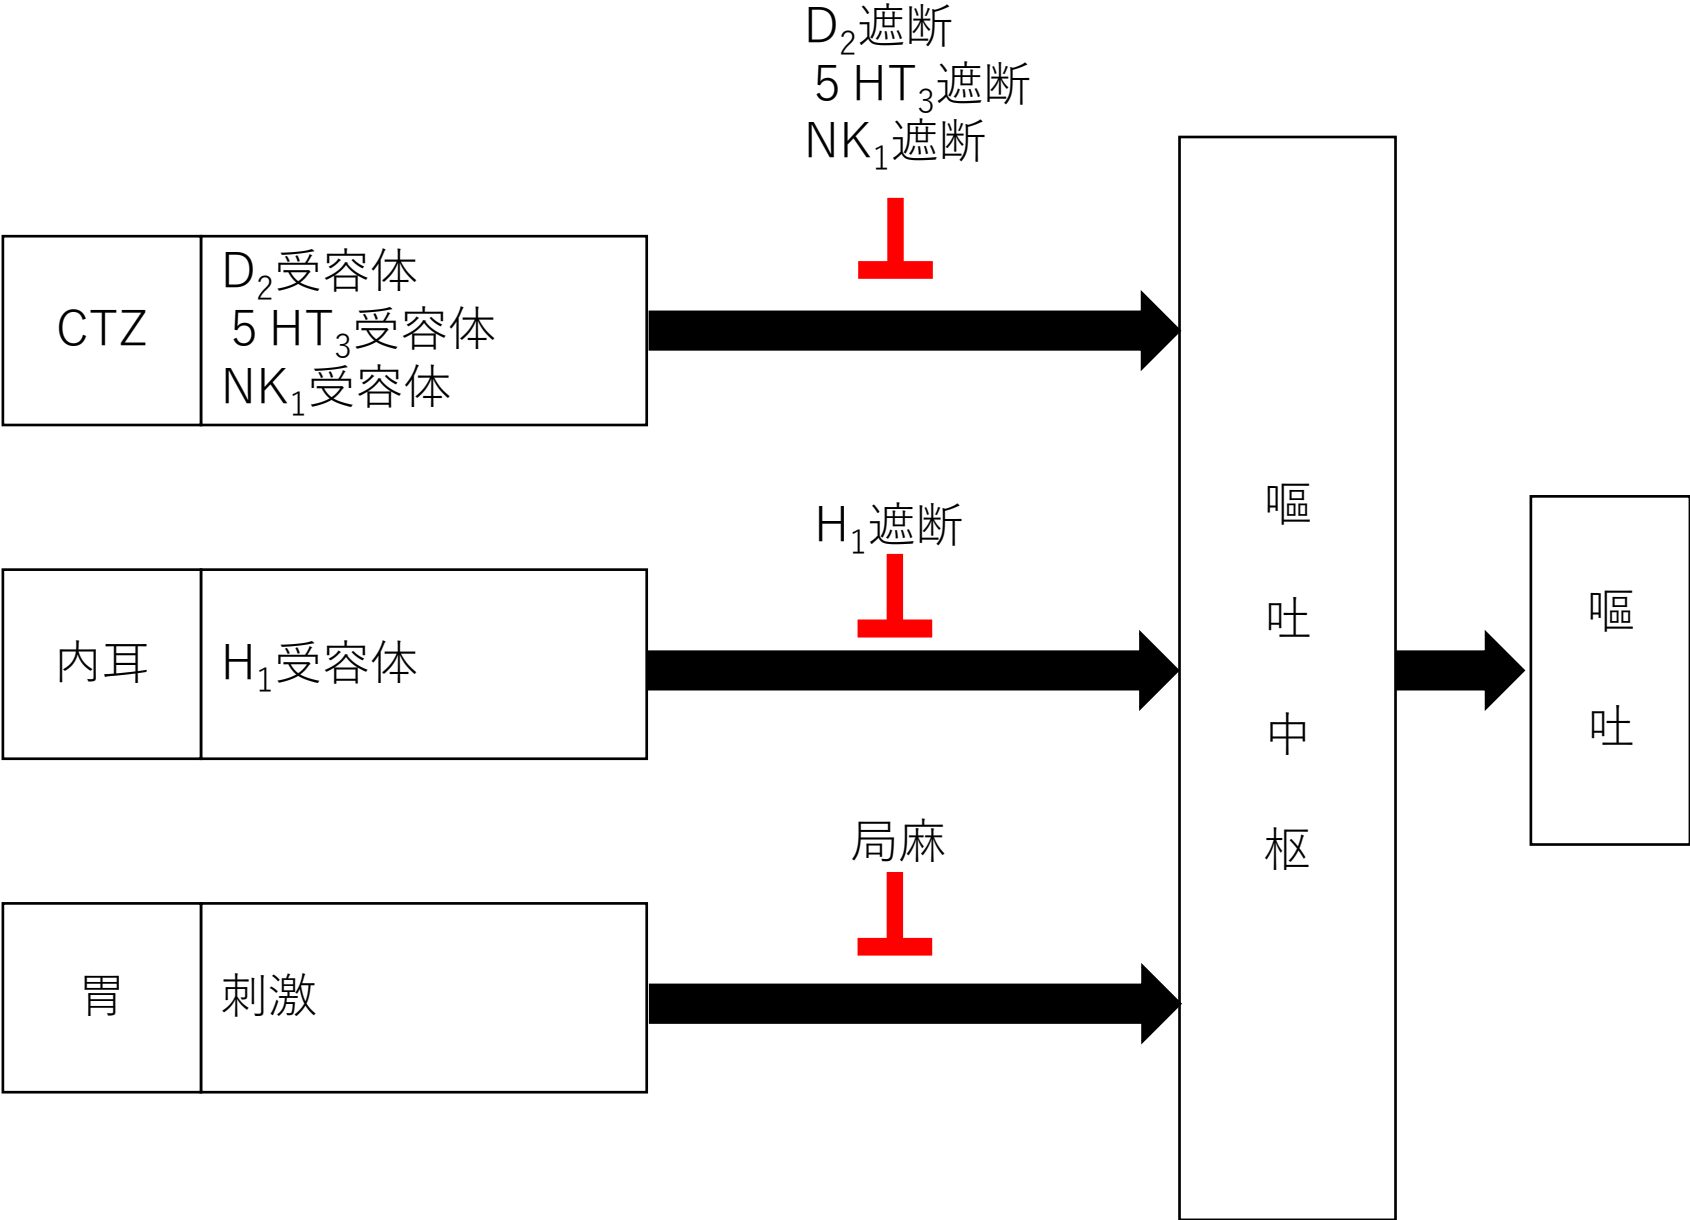 D₂遮断
5 HT₃遮断
NK₁遮断
CTZ
D₂受容体
5 HT₃受容体
NK₁受容体
H₁遮断
内耳
H₁受容体
局麻
胃
刺激
嘔吐中枢
嘔吐